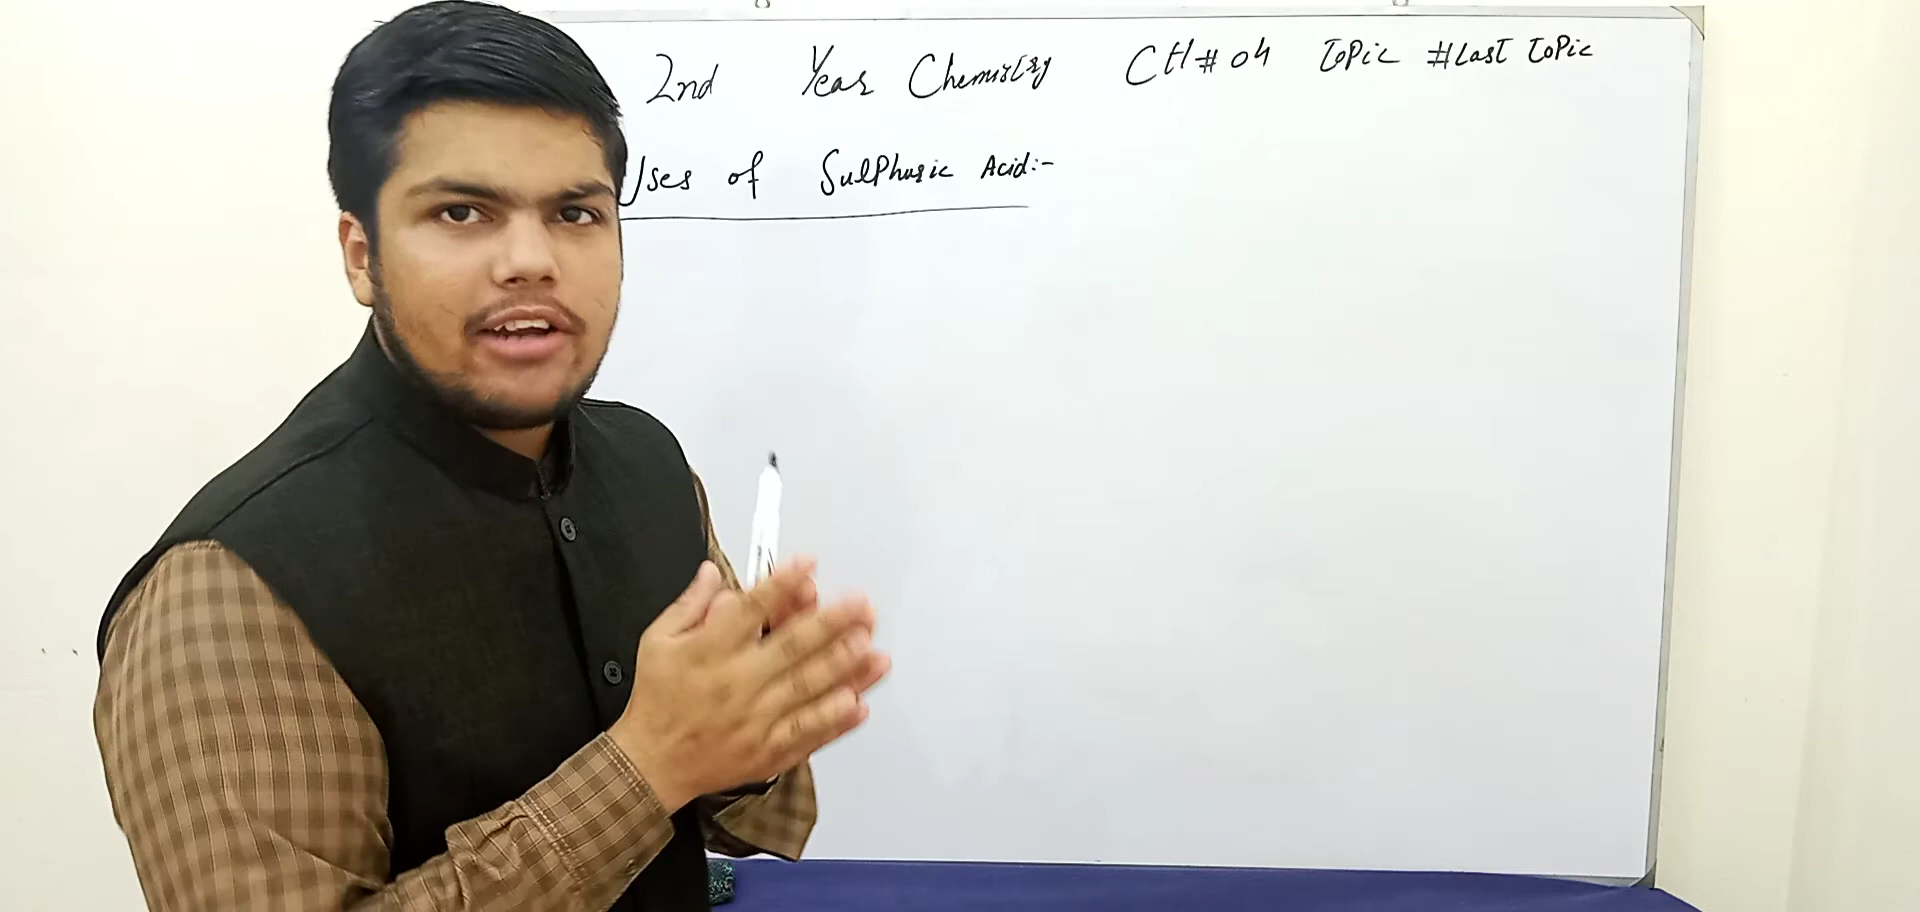 2nd Year Chemistry CH# 04 Topic #Last Topic
Uses of Sulphuric Acid:-